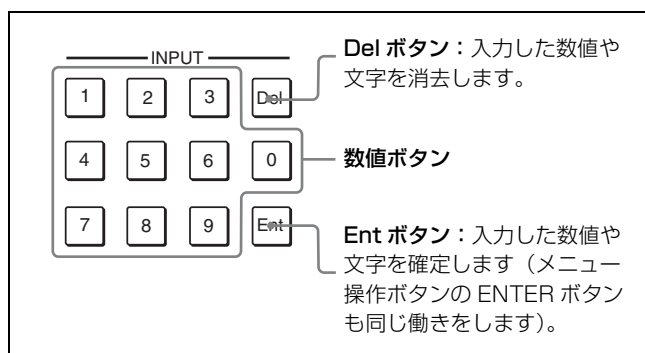 INPUT
1 2 3 Del
4 5 6 0
7 8 9 Ent
Del ボタン：入力した数値や
文字を消去します。
数値ボタン
Ent ボタン：入力した数値や
文字を確定します（メニュー
操作ボタンの ENTER ボタン
も同じ働きをします）。